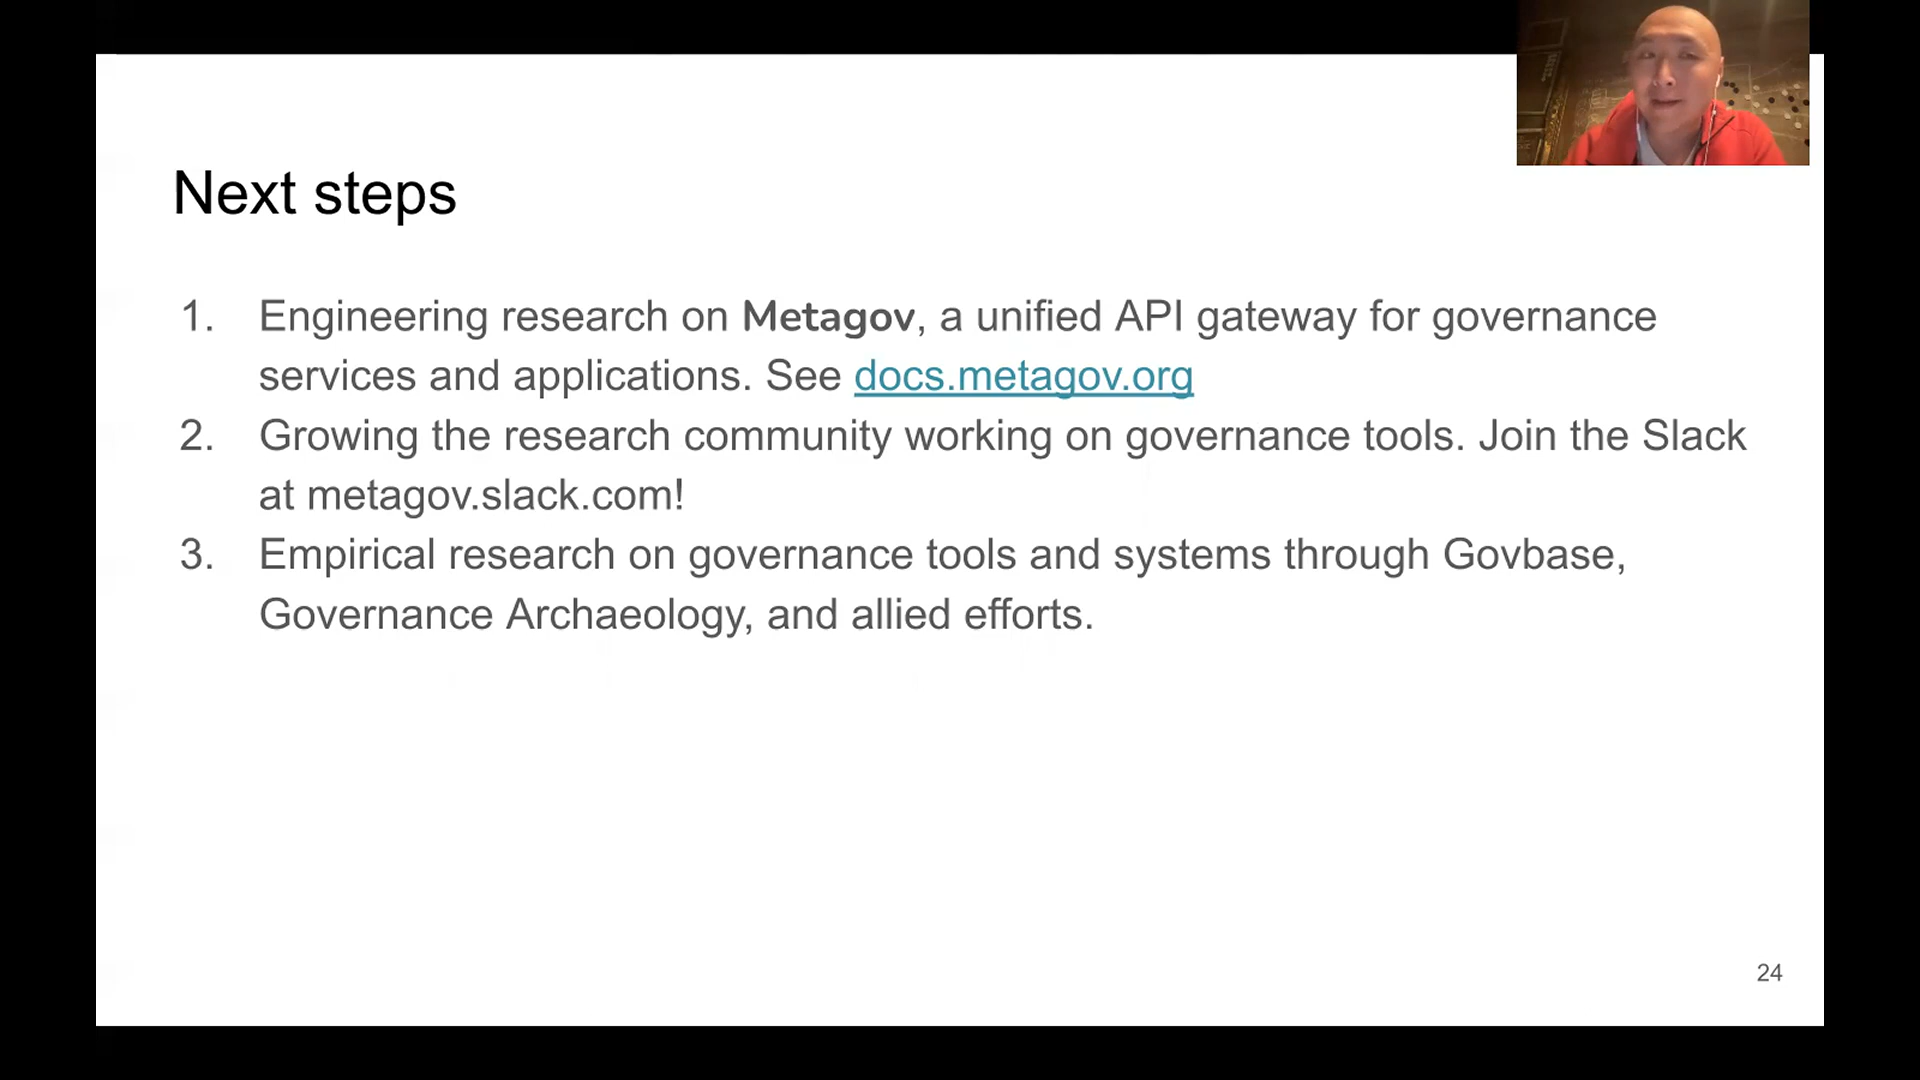 Next steps
1. Engineering research on Metagov, a unified API gateway for governance
services and applications. See docs.metagov.org
2. Growing the research community working on governance tools. Join the Slack
at metagov.slack.com!
3. Empirical research on governance tools and systems through Govbase,
Governance Archaeology, and allied efforts.
24